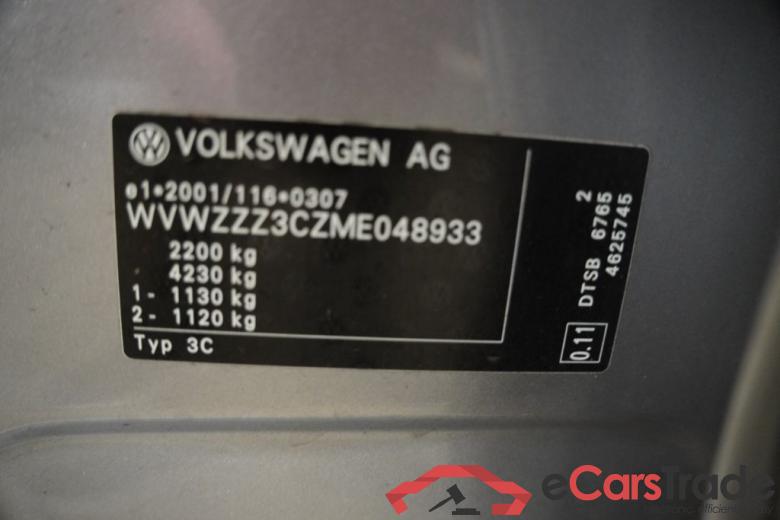 VOLKSWAGEN AG
e1*2001/116*0307
WVWZZZ3CZME048933
2200 kg
4230 kg
1- 1130 kg
2- 1120 kg
Typ 3C
2
DTSB 6765
4625745
0.11
eCarsTrade